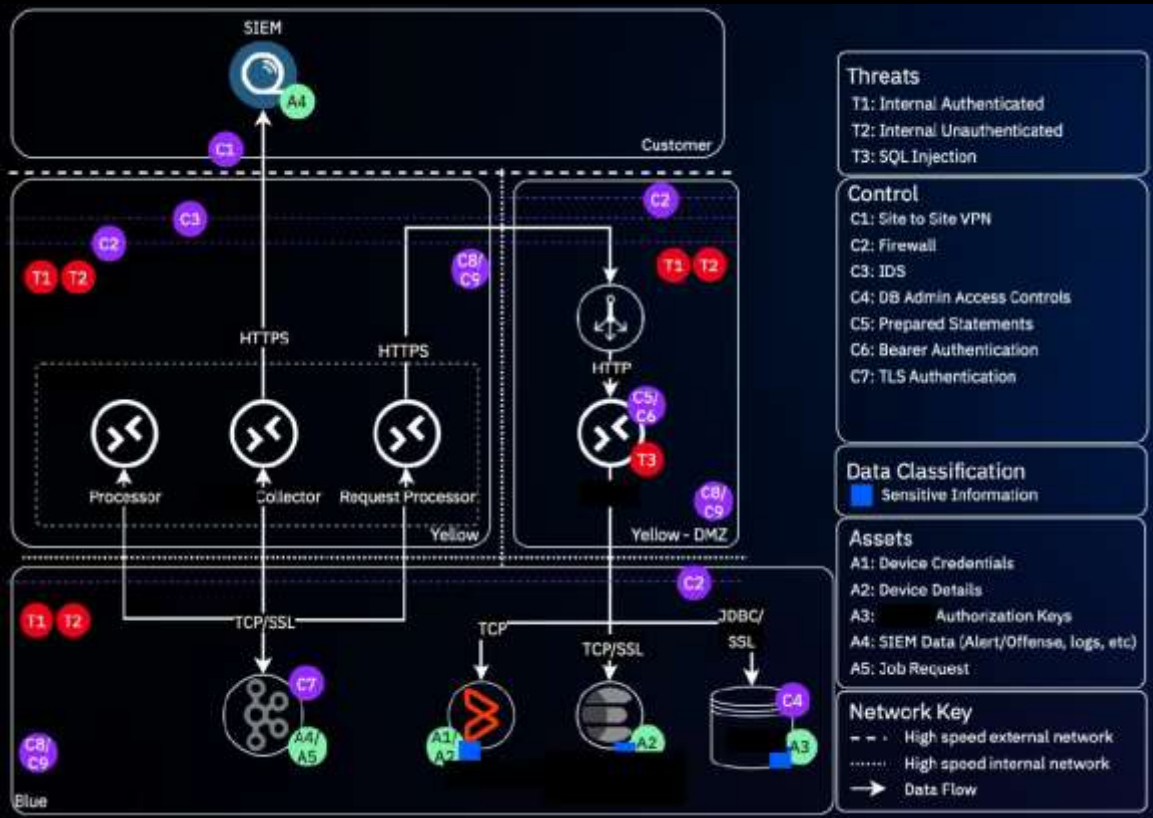 SIEM
A4
C1
Customer
C3
C2
T1 T2
C8/
C9
C2
T1 T2
HTTPS
HTTPS
HTTP
C5/
C6
T3
Processor
Collector
Request Processor
Yellow
C8/
C9
Yellow - DMZ
C2
T1 T2
TCP/SSL
TCP
TCP/SSL
JDBC/
SSL
C7
A4/
A5
A1/
A2
A2
C4
A3
C8/
C9
Blue
Threats
T1: Internal Authenticated
T2: Internal Unauthenticated
T3: SQL Injection
Control
C1: Site to Site VPN
C2: Firewall
C3: IDS
C4: DB Admin Access Controls
C5: Prepared Statements
C6: Bearer Authentication
C7: TLS Authentication
Data Classification
Sensitive Information
Assets
A1: Device Credentials
A2: Device Details
A3: Authorization Keys
A4: SIEM Data (Alert/Offense, logs, etc)
A5: Job Request
Network Key
High speed external network
High speed internal network
Data Flow